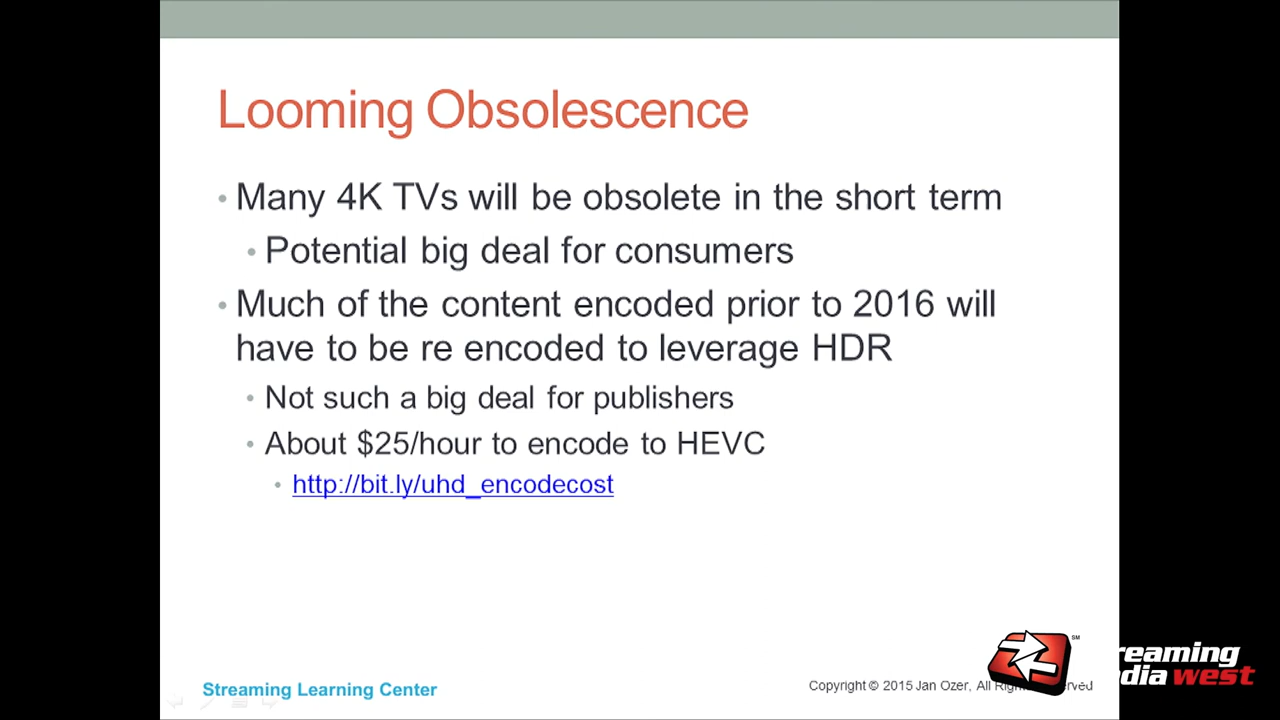 Looming Obsolescence
• Many 4K TVs will be obsolete in the short term
• Potential big deal for consumers
• Much of the content encoded prior to 2016 will
have to be re encoded to leverage HDR
• Not such a big deal for publishers
• About $25/hour to encode to HEVC
• http://bit.ly/uhd_encodecost
SM
reaming
dia west
Streaming Learning Center
Copyright © 2015 Jan Ozer, All